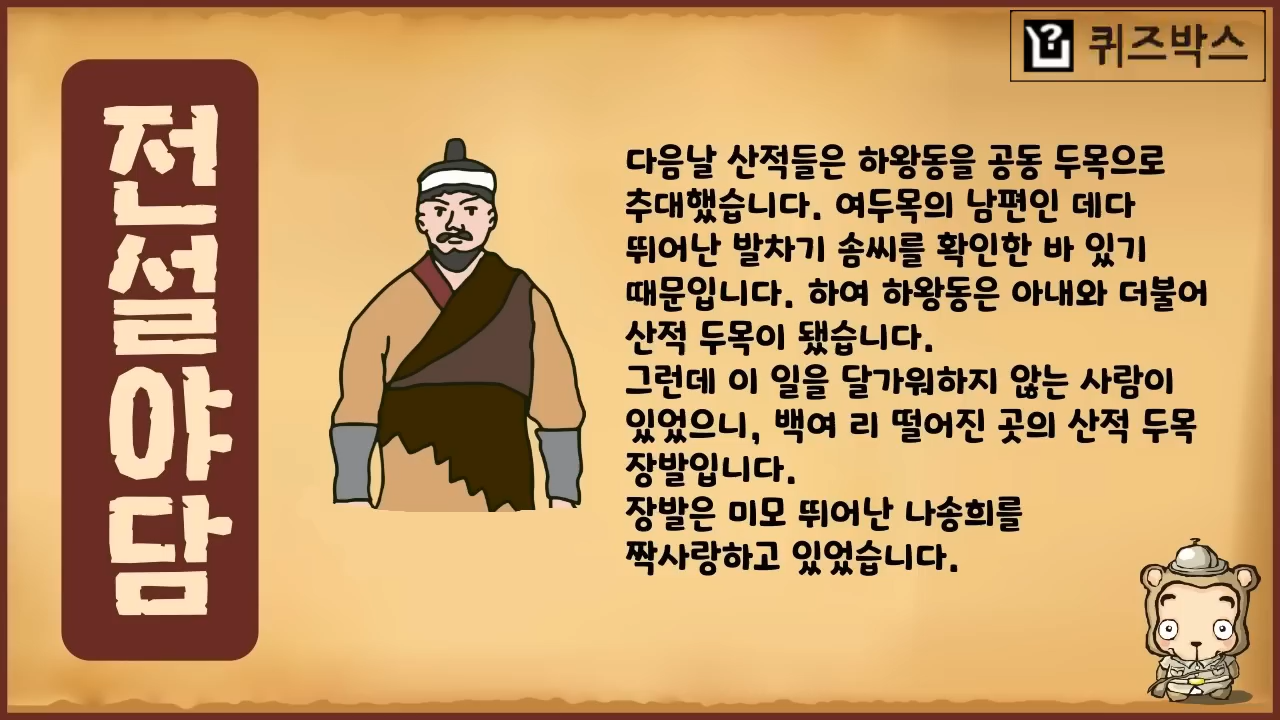 퀴즈박스
전설야담
다음날 산적들은 하왕동을 공동 두목으로
추대했습니다. 여두목의 남편인 데다
뛰어난 발차기 솜씨를 확인한 바 있기
때문입니다. 하여 하왕동은 아내와 더불어
산적 두목이 됐습니다.
그런데 이 일을 달가워하지 않는 사람이
있었으니, 백여 리 떨어진 곳의 산적 두목
장발입니다.
장발은 미모 뛰어난 나송희를
짝사랑하고 있었습니다.